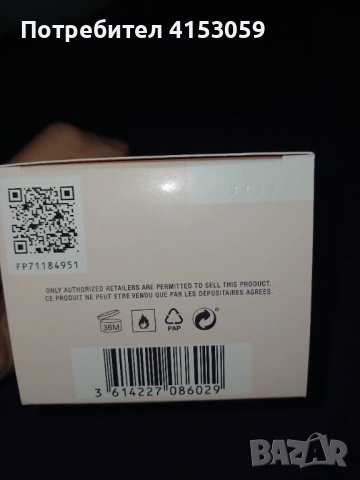 Потребител 4153059
FP71184951
ONLY AUTHORIZED RETAILERS ARE PERMITTED TO SELL THIS PRODUCT.
CE PRODUIT NE PEUT ETRE VENDU QUE PAR LES DEPOSITAIRES AGREES.
36M
PAP
3 614227 086029
BAZAR